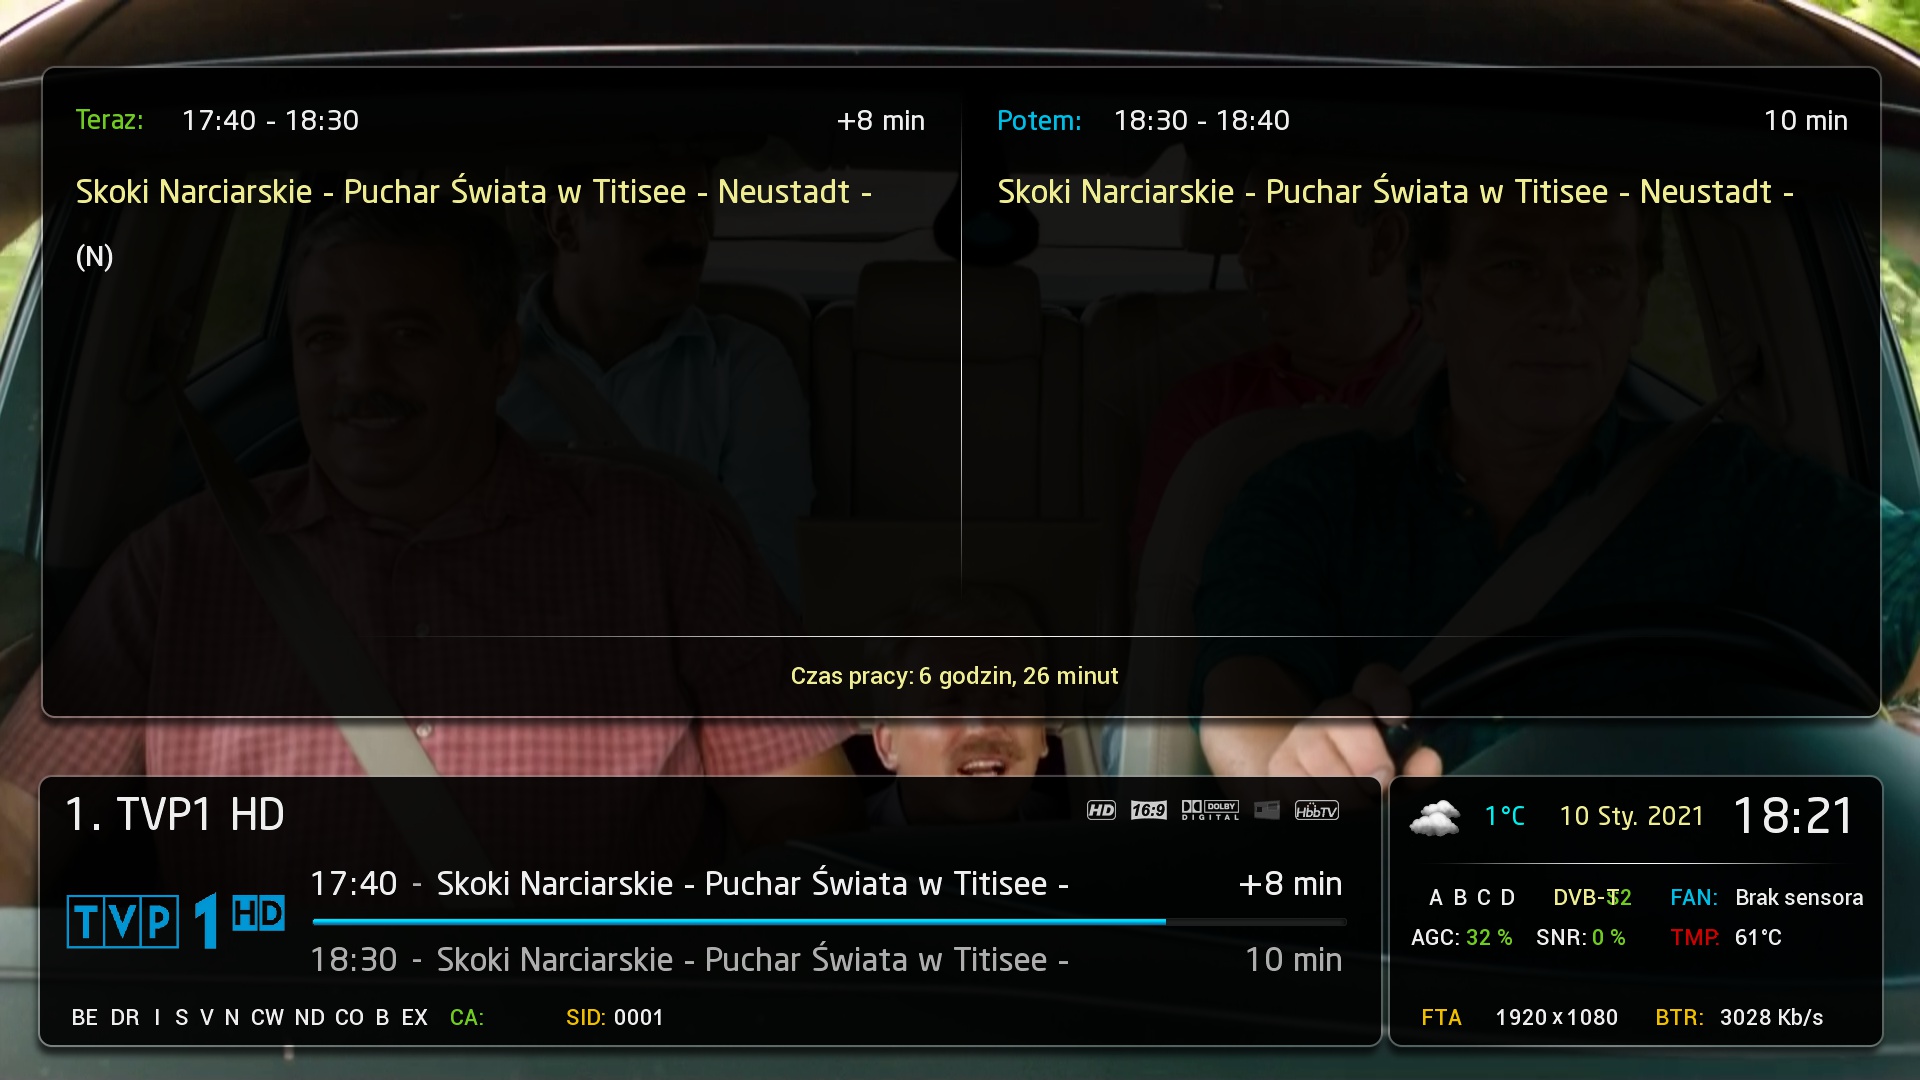 Teraz: 17:40 - 18:30 +8 min
Skoki Narciarskie - Puchar Świata w Titisee - Neustadt -
(N)
Potem: 18:30 - 18:40 10 min
Skoki Narciarskie - Puchar Świata w Titisee - Neustadt -
Czas pracy: 6 godzin, 26 minut
1. TVP1 HD
HD 16:9 DOLBY DIGITAL HbbTV
17:40 - Skoki Narciarskie - Puchar Świata w Titisee - +8 min
TVP 1 HD
18:30 - Skoki Narciarskie - Puchar Świata w Titisee - 10 min
BE DR I S V N CW ND CO B EX CA: SID: 0001
1°C 10 Sty. 2021 18:21
A B C D DVB- FAN: Brak sensora
AGC: 32 % SNR: 0 % TMP: 61°C
FTA 1920 x 1080 BTR: 3028 Kb/s